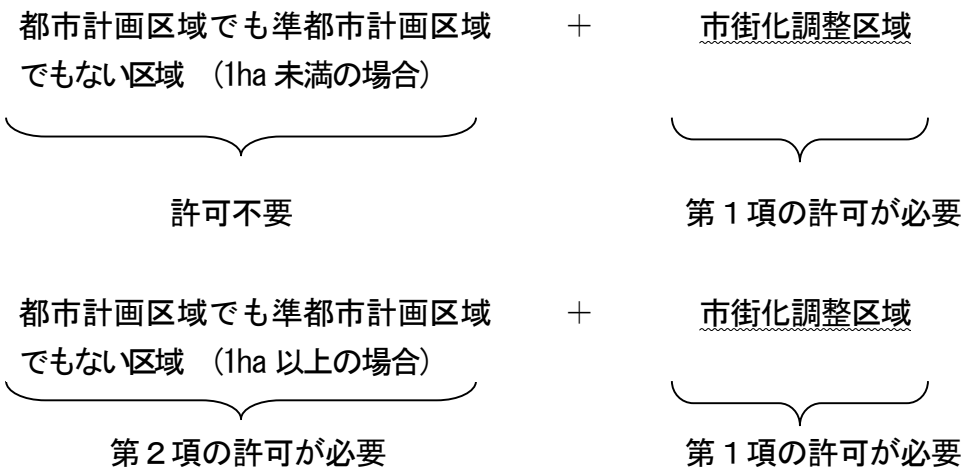 都市計画区域でも準都市計画区域 + 市街化調整区域
でもない区域 (1ha 未満の場合)
許可不要 第1項の許可が必要
都市計画区域でも準都市計画区域 + 市街化調整区域
でもない区域 (1ha 以上の場合)
第2項の許可が必要 第1項の許可が必要